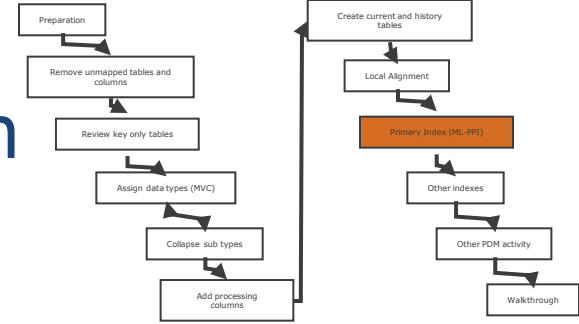 Preparation
Remove unmapped tables and
columns
Review key only tables
Assign data types (MVC)
Collapse sub types
Add processing
columns
Create current and history
tables
Local Alignment
Primary Index (ML-PPI)
Other indexes
Other PDM activity
Walkthrough
n